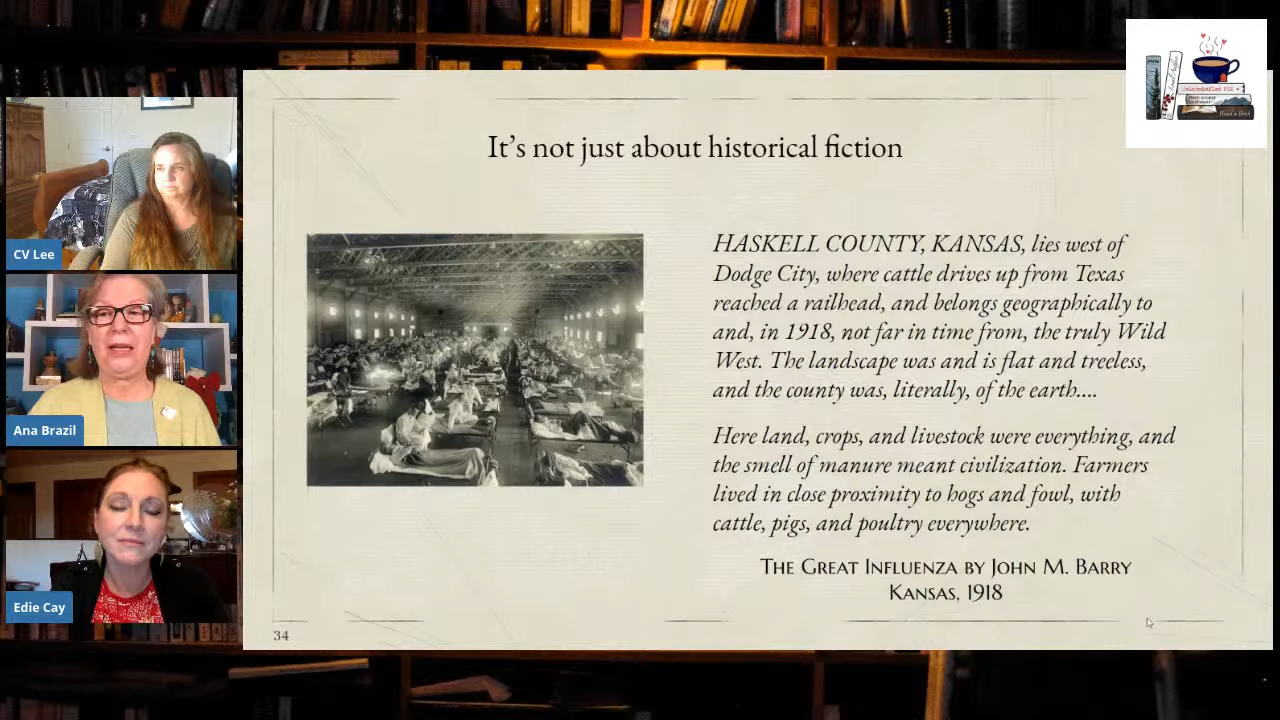 It's not just about historical fiction
CV Lee
Ana Brazil
Edie Cay
HASKELL COUNTY, KANSAS, lies west of
Dodge City, where cattle drives up from Texas
reached a railhead, and belongs geographically to
and, in 1918, not far in time from, the truly Wild
West. The landscape was and is flat and treeless,
and the county was, literally, of the earth....
Here land, crops, and livestock were everything, and
the smell of manure meant civilization. Farmers
lived in close proximity to hogs and fowl, with
cattle, pigs, and poultry everywhere.
The Great Influenza by John M. Barry
Kansas, 1918
34
Read a Book